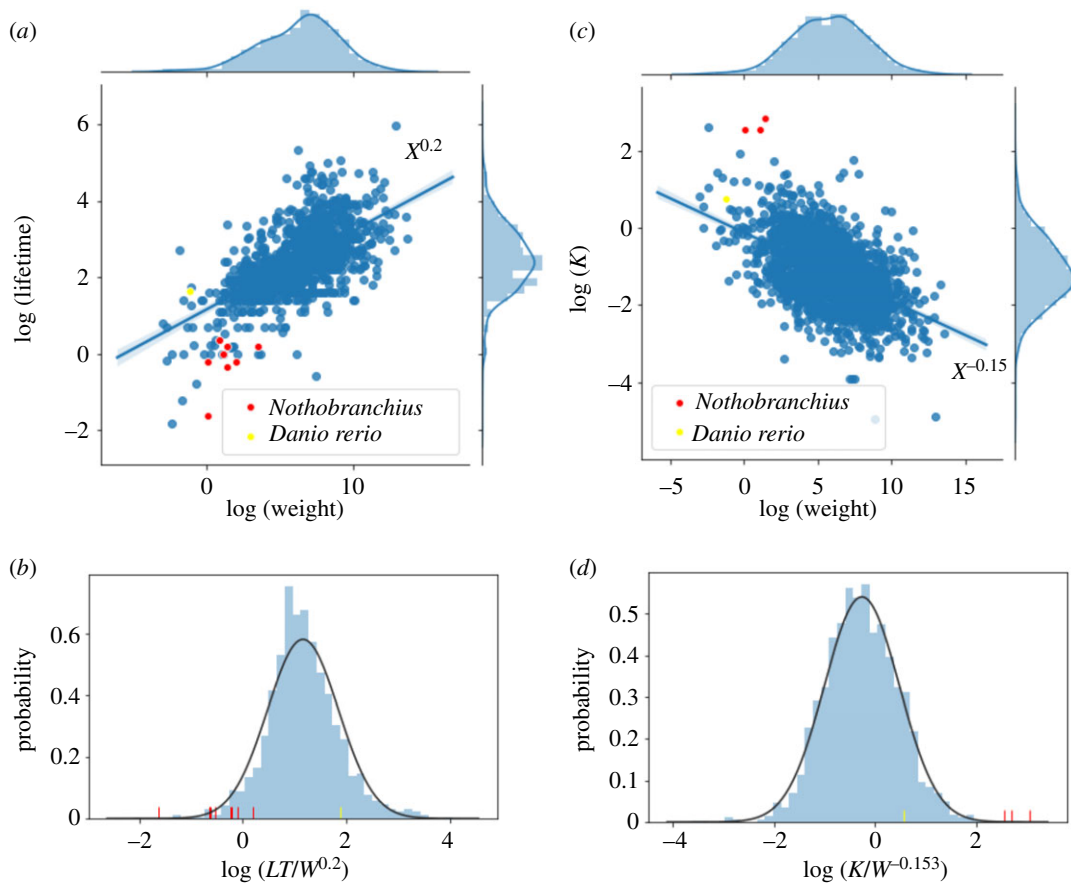 (a)
6
4
2
0
−2
log (lifetime)
X^0.2
Nothobranchius
Danio rerio
0
10
log (weight)
(c)
2
0
−2
−4
log (K)
X^−0.15
Nothobranchius
Danio rerio
−5
0
5
10
15
log (weight)
(b)
0.6
0.4
0.2
0
probability
−2
0
2
4
log (LT/W^0.2)
(d)
0.5
0.4
0.3
0.2
0.1
0
probability
−4
−2
0
2
log (K/W^−0.153)